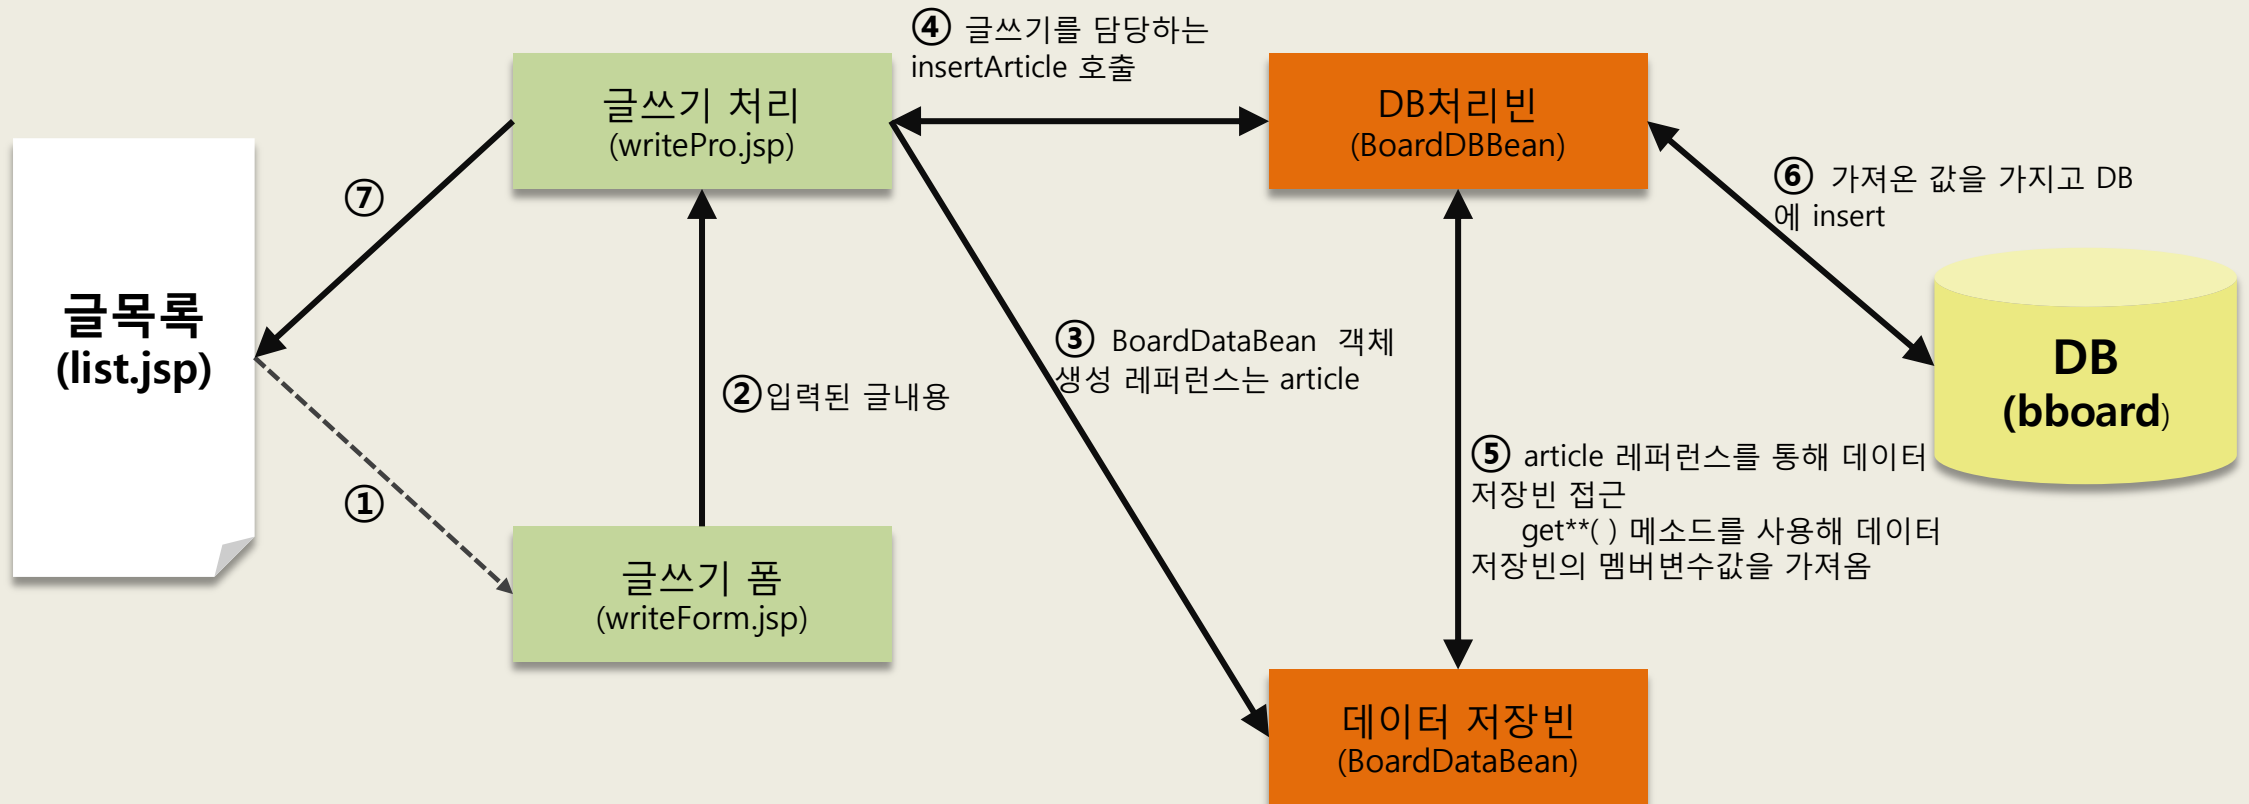 ④ 글쓰기를 담당하는
insertArticle 호출
글쓰기 처리
(writePro.jsp)
DB처리빈
(BoardDBBean)
⑦
⑥ 가져온 값을 가지고 DB
에 insert
글목록
(list.jsp)
③ BoardDataBean 객체
생성 레퍼런스는 article
②입력된 글내용
DB
(bboard)
①
⑤ article 레퍼런스를 통해 데이터
저장빈 접근
get**( ) 메소드를 사용해 데이터
저장빈의 멤버변수값을 가져옴
글쓰기 폼
(writeForm.jsp)
데이터 저장빈
(BoardDataBean)